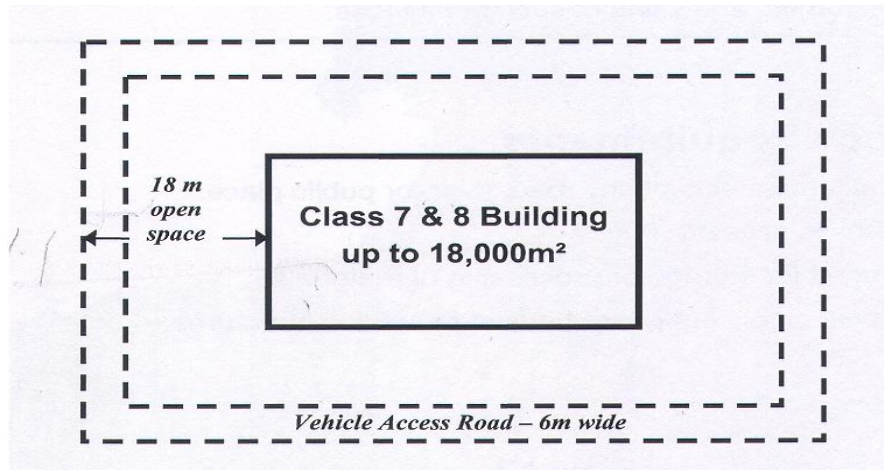 18 m
open
space
Class 7 & 8 Building
up to 18,000m²
Vehicle Access Road – 6m wide